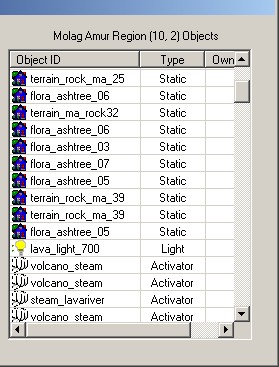 Molag Amur Region (10, 2) Objects
Object ID Type Own
terrain_rock_ma_25 Static
flora_ashtree_06 Static
terrain_ma_rock32 Static
flora_ashtree_06 Static
flora_ashtree_03 Static
flora_ashtree_07 Static
flora_ashtree_05 Static
terrain_rock_ma_39 Static
terrain_rock_ma_39 Static
flora_ashtree_05 Static
lava_light_700 Light
volcano_steam Activator
volcano_steam Activator
steam_lavariver Activator
volcano_steam Activator